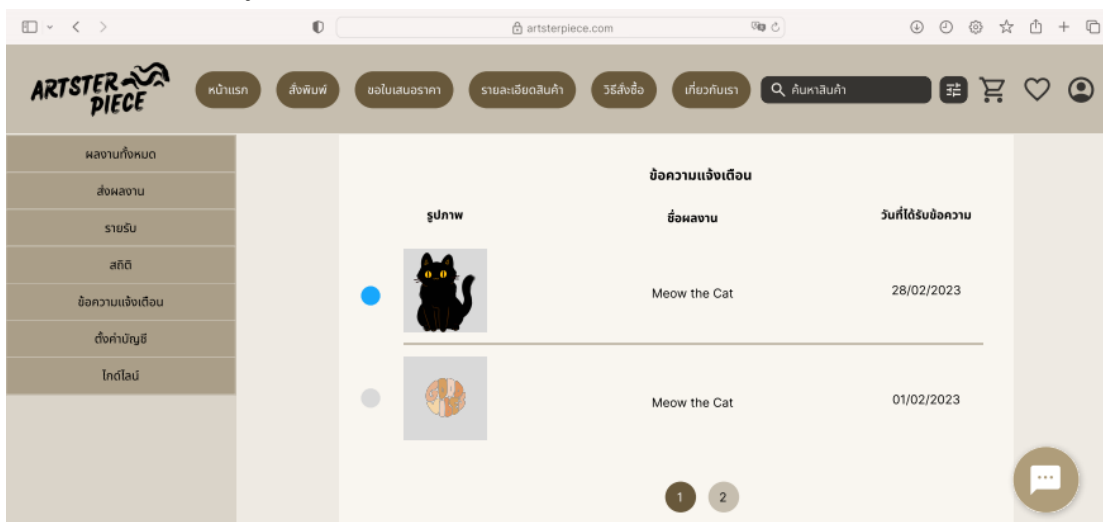 artsterpiece.com
ARTSTER
PIECE
หน้าแรก
สั่งพิมพ์
ขอใบเสนอราคา
รายละเอียดสินค้า
วิธีสั่งซื้อ
เกี่ยวกับเรา
ค้นหาสินค้า
ผลงานทั้งหมด
ส่งผลงาน
รายรับ
สถิติ
ข้อความแจ้งเตือน
ตั้งค่าบัญชี
ไกด์ไลน์
ข้อความแจ้งเตือน
รูปภาพ ชื่อผลงาน วันที่ได้รับข้อความ
Meow the Cat 28/02/2023
Meow the Cat 01/02/2023
1 2